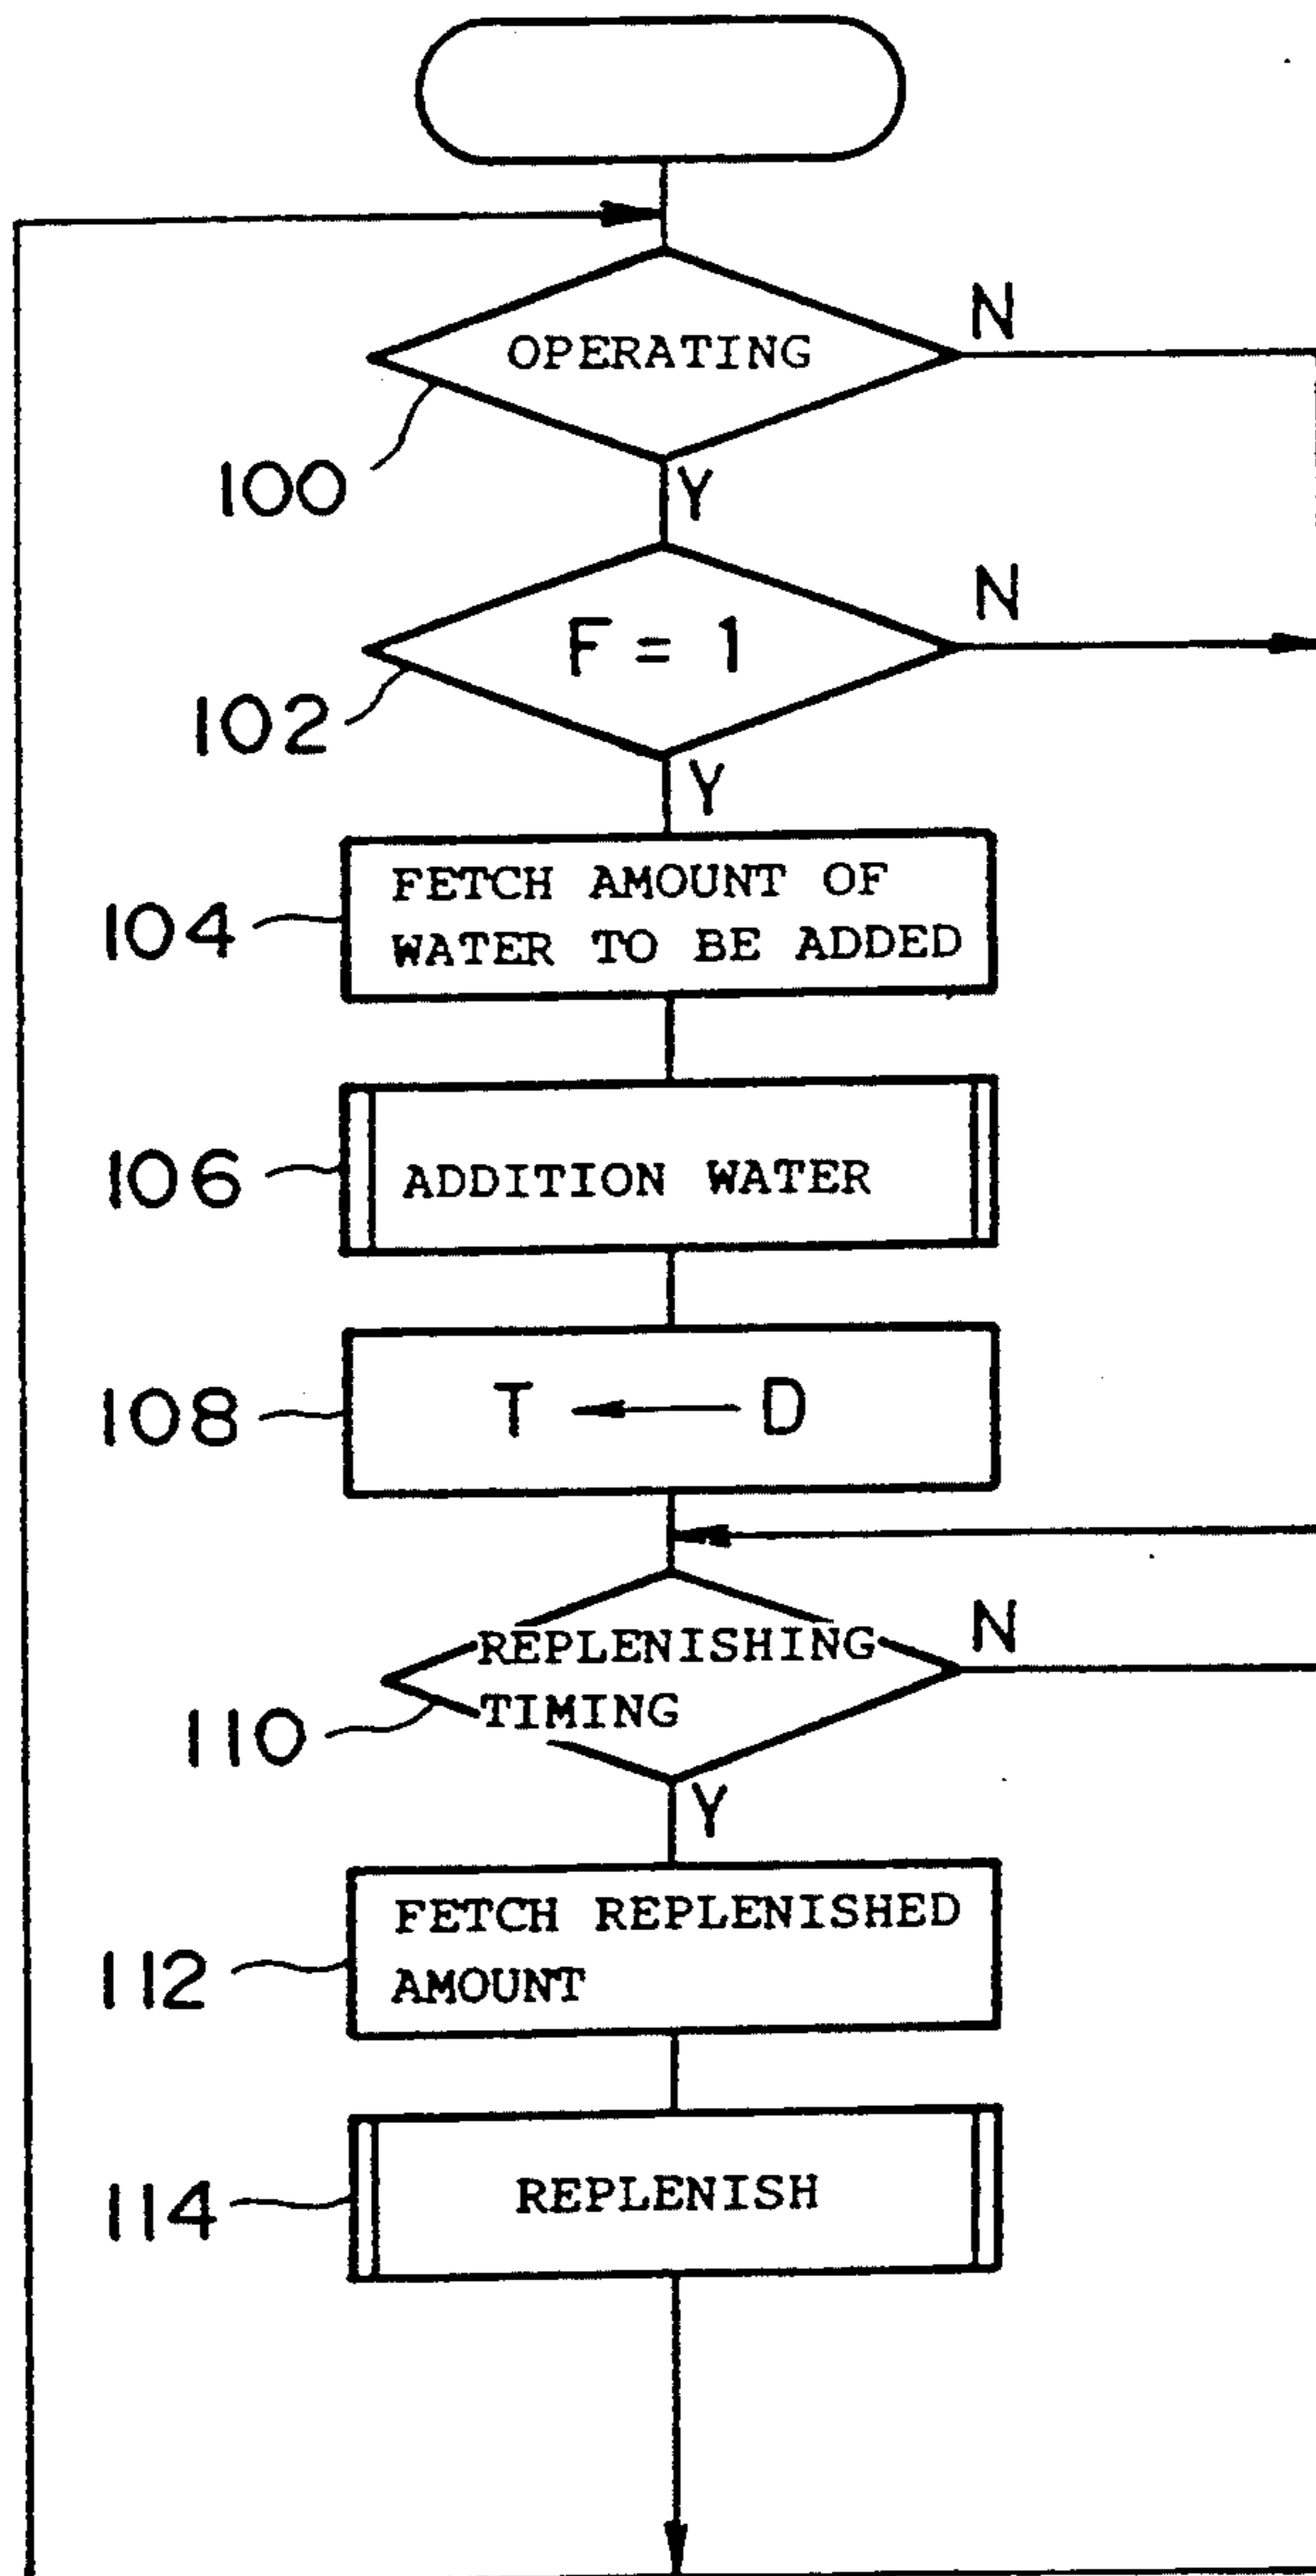 OPERATING
N
100
Y
F = 1
N
102
Y
FETCH AMOUNT OF
WATER TO BE ADDED
104
ADDITION WATER
106
T ← D
108
REPLENISHING
TIMING
N
110
Y
FETCH REPLENISHED
AMOUNT
112
REPLENISH
114